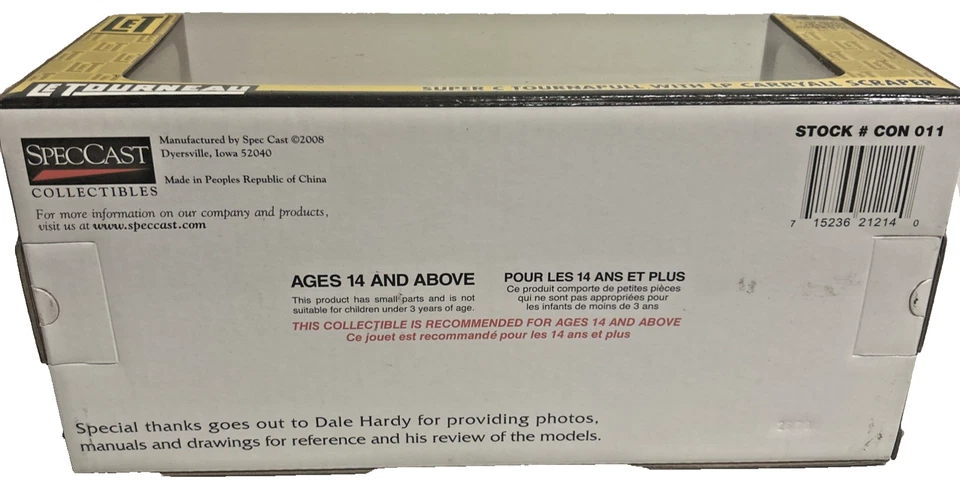 LT
LETOURNEAU
SUPER C TOURNAPULL WITH LP CARRYALL SCRAPER
SPECCAST
COLLECTIBLES
Manufactured by Spec Cast ©2008
Dyersville, Iowa 52040
Made in Peoples Republic of China
For more information on our company and products,
visit us at www.speccast.com
STOCK # CON 011
7 15236 21214 0
AGES 14 AND ABOVE
This product has small parts and is not
suitable for children under 3 years of age.
POUR LES 14 ANS ET PLUS
Ce produit comporte de petites pièces
qui ne sont pas appropriées pour
les infants de moins de 3 ans
THIS COLLECTIBLE IS RECOMMENDED FOR AGES 14 AND ABOVE
Ce jouet est recommandé pour les 14 ans et plus
Special thanks goes out to Dale Hardy for providing photos,
manuals and drawings for reference and his review of the models.